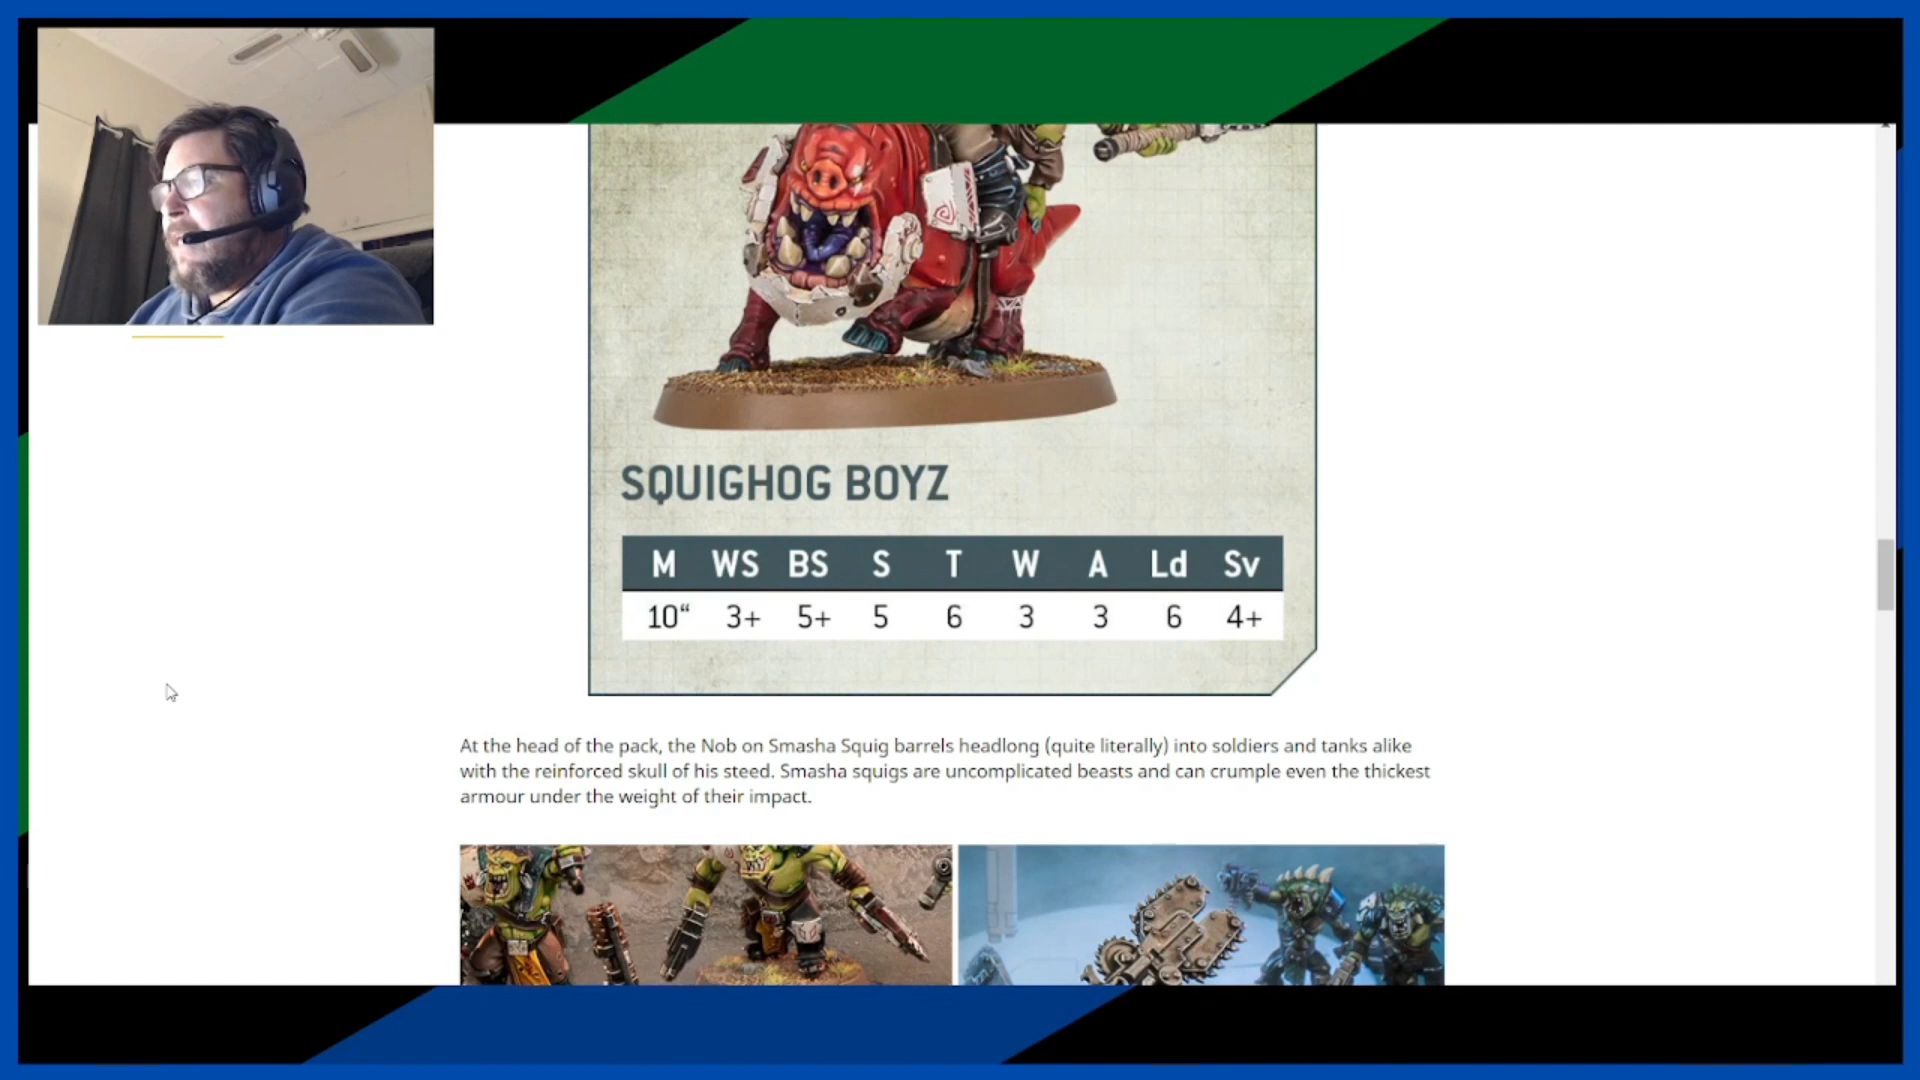 SQUIGHOG BOYZ
M WS BS S T W A Ld Sv
10“ 3+ 5+ 5 6 3 3 6 4+
At the head of the pack, the Nob on Smasha Squig barrels headlong (quite literally) into soldiers and tanks alike
with the reinforced skull of his steed. Smasha squigs are uncomplicated beasts and can crumple even the thickest
armour under the weight of their impact.